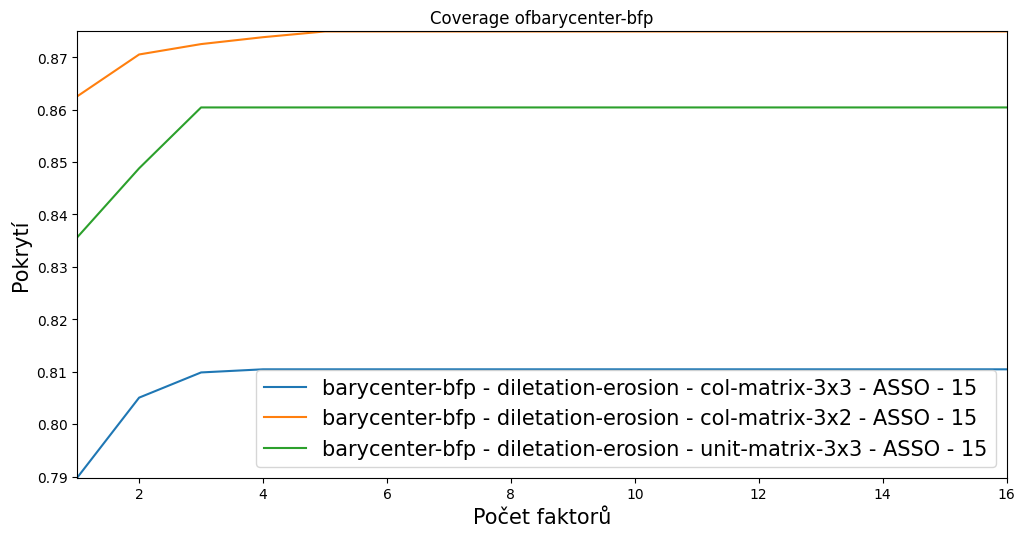 Coverage ofbarycenter-bfp
Pokrytí
0.87
0.86
0.85
0.84
0.83
0.82
0.81
0.80
0.79
barycenter-bfp - diletation-erosion - col-matrix-3x3 - ASSO - 15
barycenter-bfp - diletation-erosion - col-matrix-3x2 - ASSO - 15
barycenter-bfp - diletation-erosion - unit-matrix-3x3 - ASSO - 15
2 4 6 8 10 12 14 16
Počet faktorů